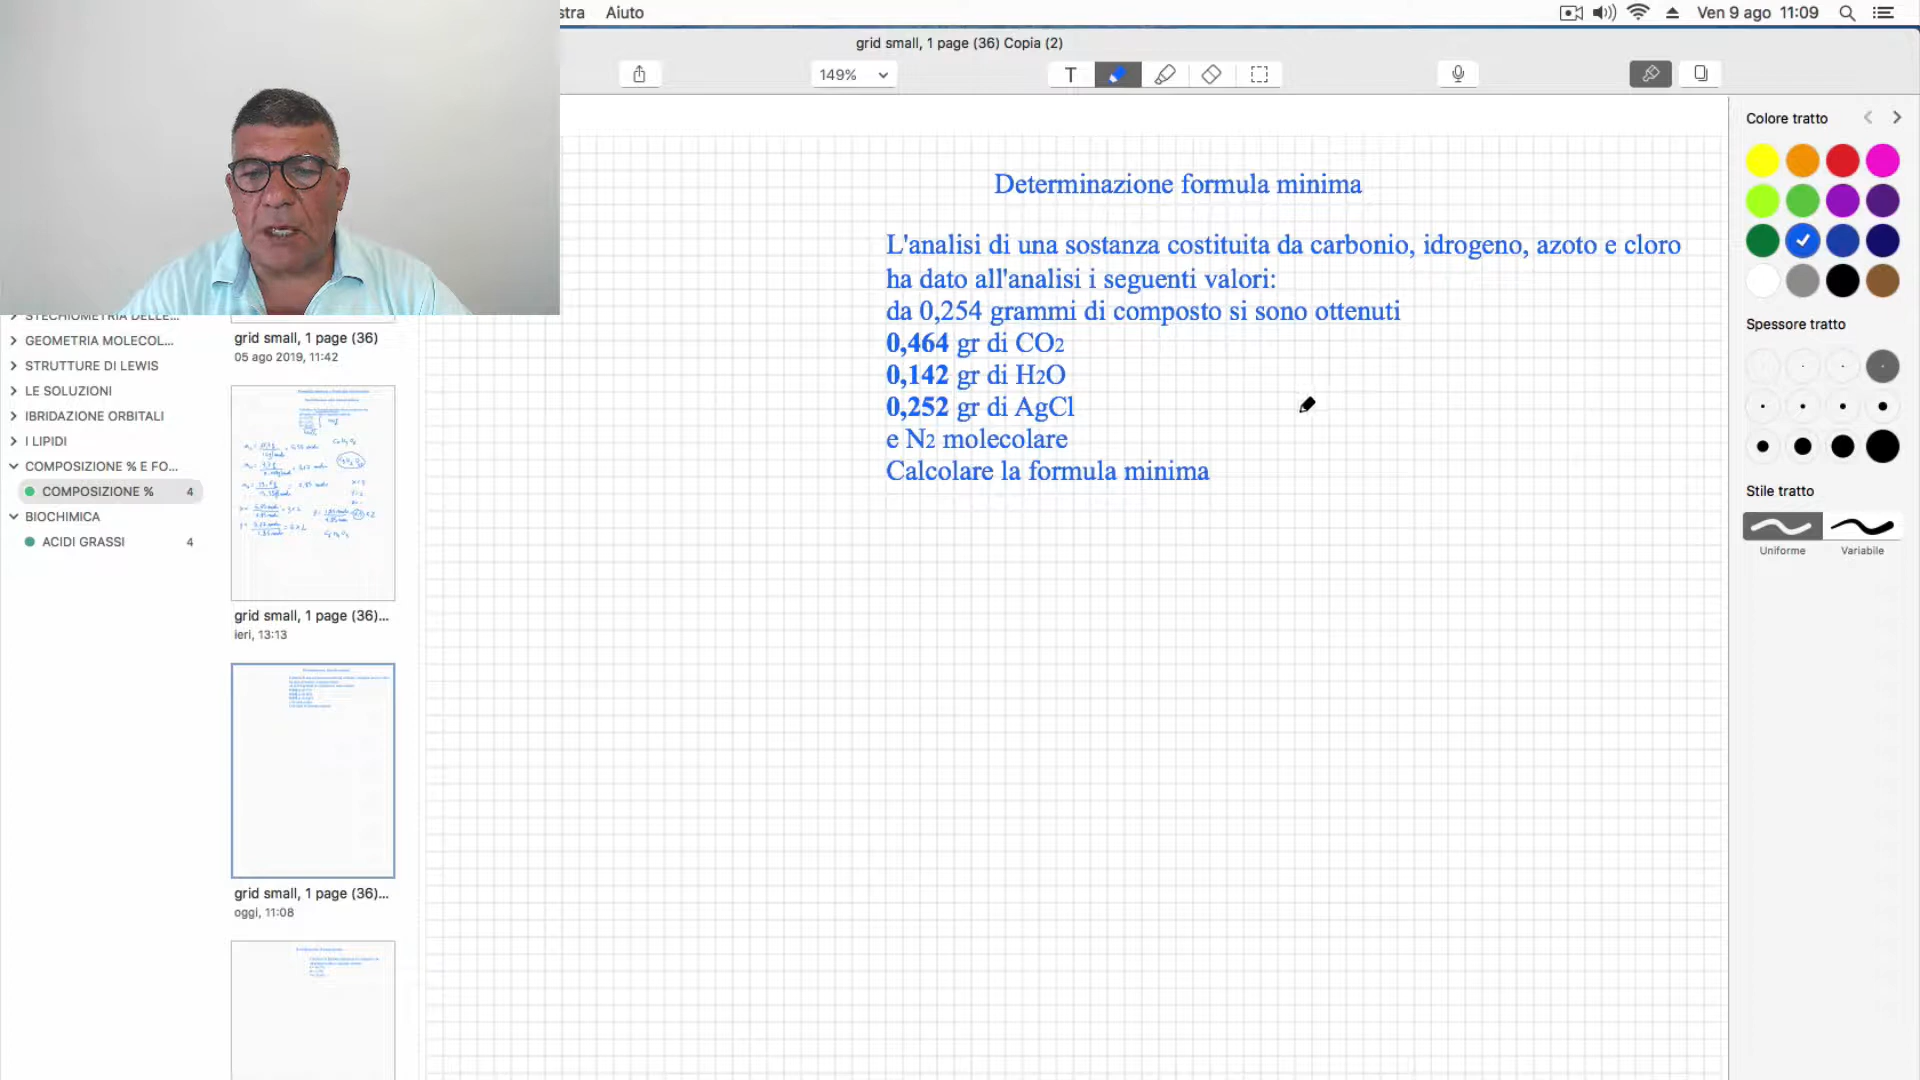 stra Aiuto Ven 9 ago 11:09
grid small, 1 page (36) Copia (2)
149% T
Colore tratto
Spessore tratto
Stile tratto
Uniforme Variabile
Determinazione formula minima
L'analisi di una sostanza costituita da carbonio, idrogeno, azoto e cloro
ha dato all'analisi i seguenti valori:
da 0,254 grammi di composto si sono ottenuti
0,464 gr di CO2
0,142 gr di H2O
0,252 gr di AgCl
e N2 molecolare
Calcolare la formula minima
STECHIOMETRIA DELLE...
GEOMETRIA MOLECOL...
STRUTTURE DI LEWIS
LE SOLUZIONI
IBRIDAZIONE ORBITALI
I LIPIDI
COMPOSIZIONE % E FO...
COMPOSIZIONE % 4
BIOCHIMICA
ACIDI GRASSI 4
grid small, 1 page (36)
05 ago 2019, 11:42
grid small, 1 page (36)...
ieri, 13:13
grid small, 1 page (36)...
oggi, 11:08